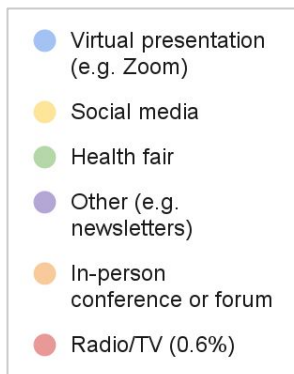 Virtual presentation
(e.g. Zoom)
Social media
Health fair
Other (e.g.
newsletters)
In-person
conference or forum
Radio/TV (0.6%)